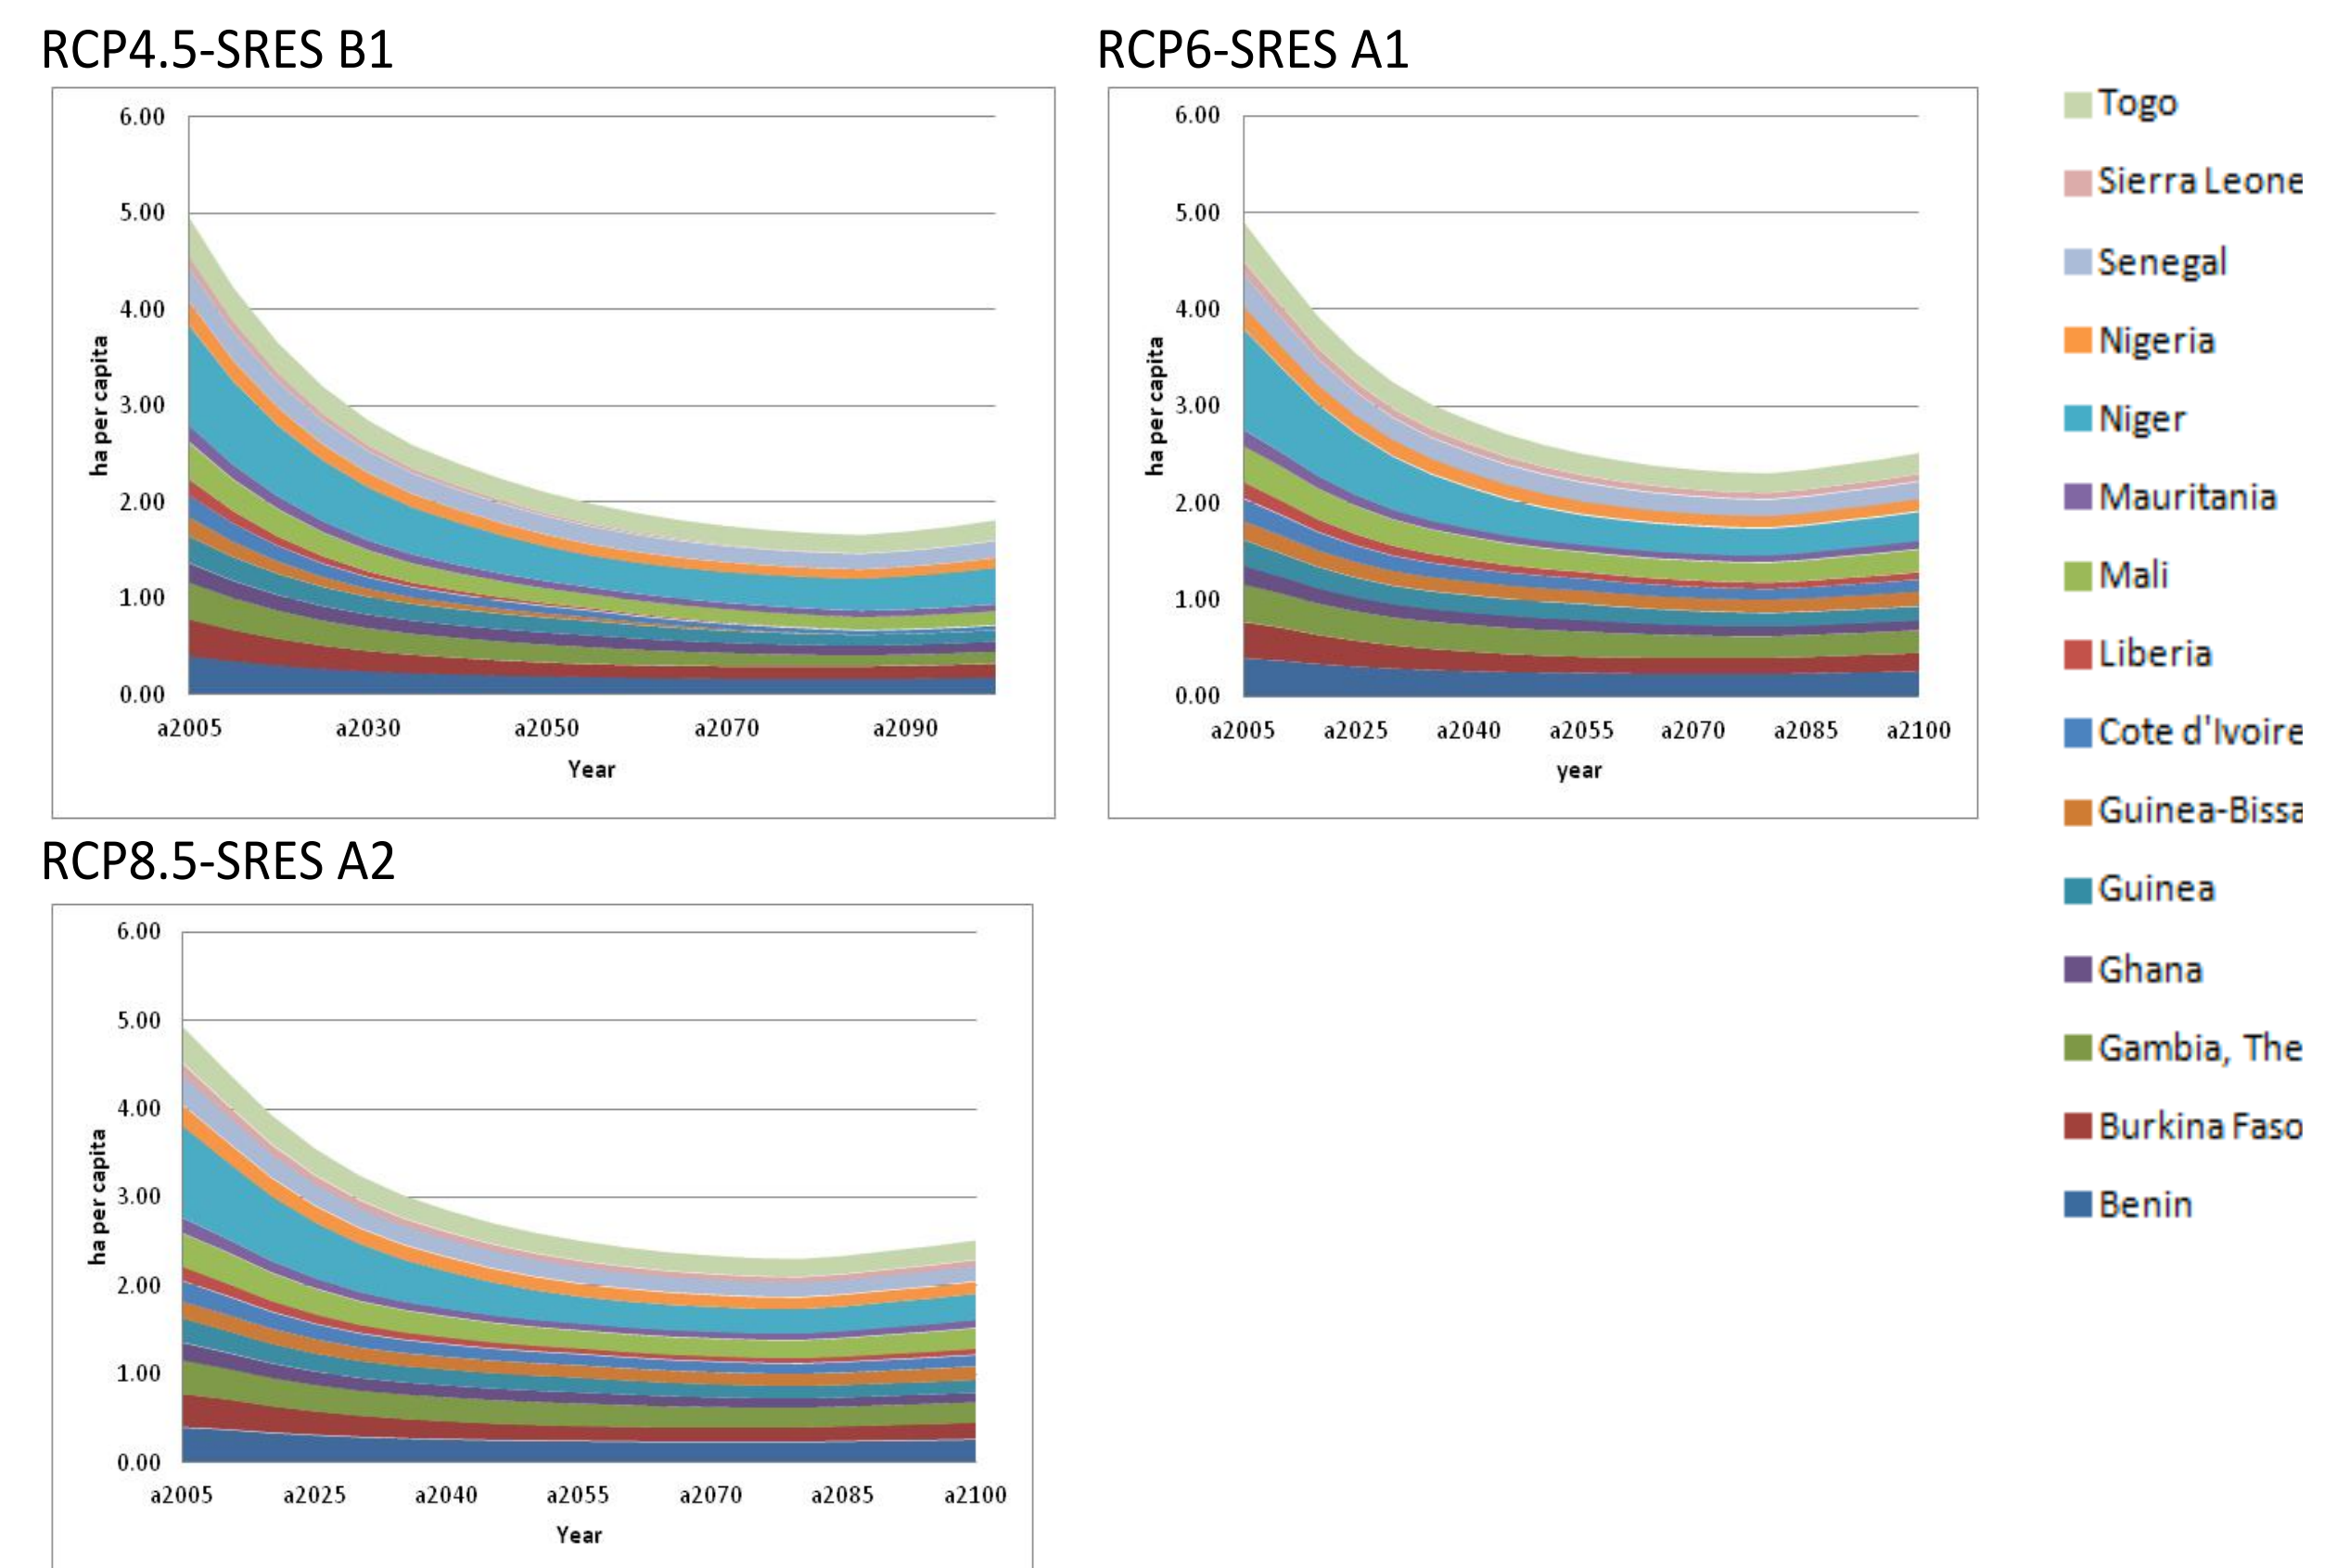 RCP4.5-SRES B1
6.00
5.00
4.00
3.00
2.00
1.00
0.00
ha per capita
a2005 a2030 a2050 a2070 a2090
Year
RCP6-SRES A1
6.00
5.00
4.00
3.00
2.00
1.00
0.00
ha per capita
a2005 a2025 a2040 a2055 a2070 a2085 a2100
year
Togo
Sierra Leone
Senegal
Nigeria
Niger
Mauritania
Mali
Liberia
Cote d'Ivoire
Guinea-Bissa
Guinea
Ghana
Gambia, The
Burkina Faso
Benin
RCP8.5-SRES A2
6.00
5.00
4.00
3.00
2.00
1.00
0.00
ha per capita
a2005 a2025 a2040 a2055 a2070 a2085 a2100
Year